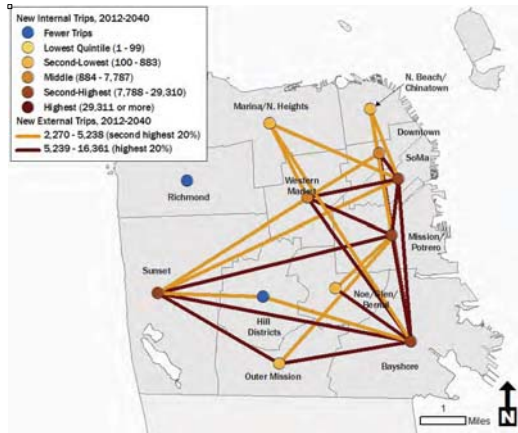 New Internal Trips, 2012-2040
Fewer Trips
Lowest Quintile (1 - 99)
Second-Lowest (100 - 883)
Middle (884 - 7,787)
Second-Highest (7,788 - 29,310)
Highest (29,311 or more)
New External Trips, 2012-2040
2,270 - 5,238 (second highest 20%)
5,239 - 16,361 (highest 20%)
N. Beach/
Chinatown
Marina/N. Heights
Downtown
SoMa
Western
Market
Richmond
Mission/
Potrero
Sunset
Noe/Glen/
Bernal
Hill
Districts
Outer Mission
Bayshore
1
Miles
N